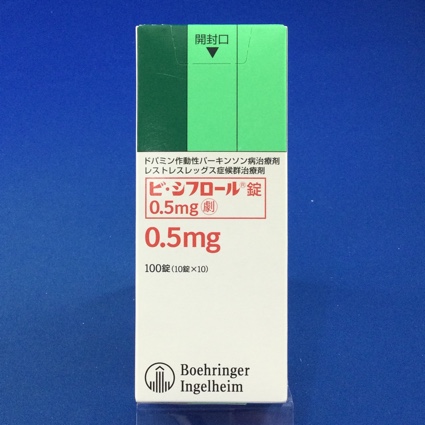 開封口
ドパミン作動性パーキンソン病治療剤
レストレスレッグス症候群治療剤
ビ・シフロール®錠
0.5mg 劇
0.5mg
100錠(10錠×10)
Boehringer
Ingelheim